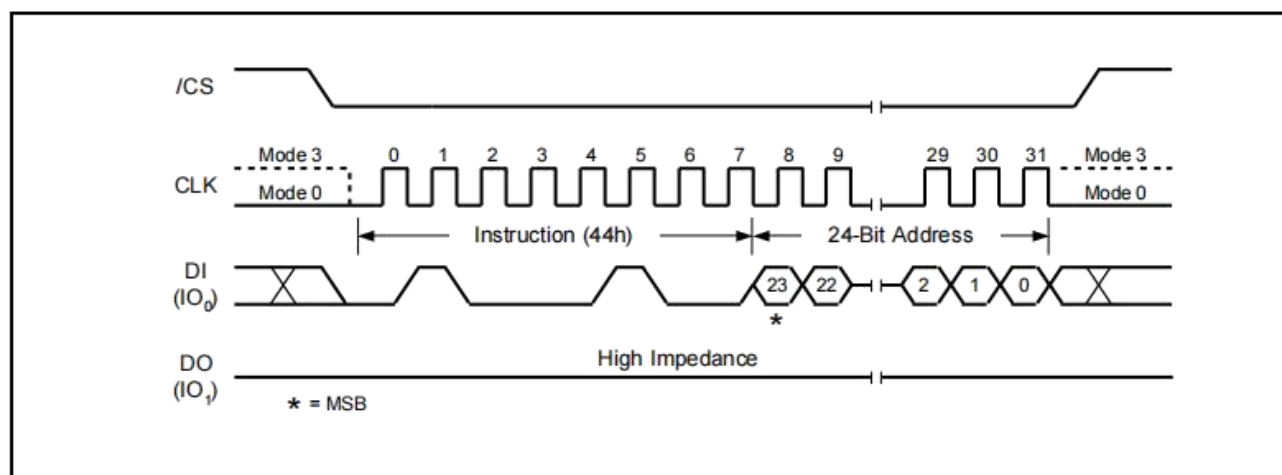 /CS
Mode 3 0 1 2 3 4 5 6 7 8 9 29 30 31 Mode 3
CLK
Mode 0 Mode 0
Instruction (44h) 24-Bit Address
DI
(IO0) 23 22 2 1 0
*
High Impedance
DO
(IO1)
* = MSB